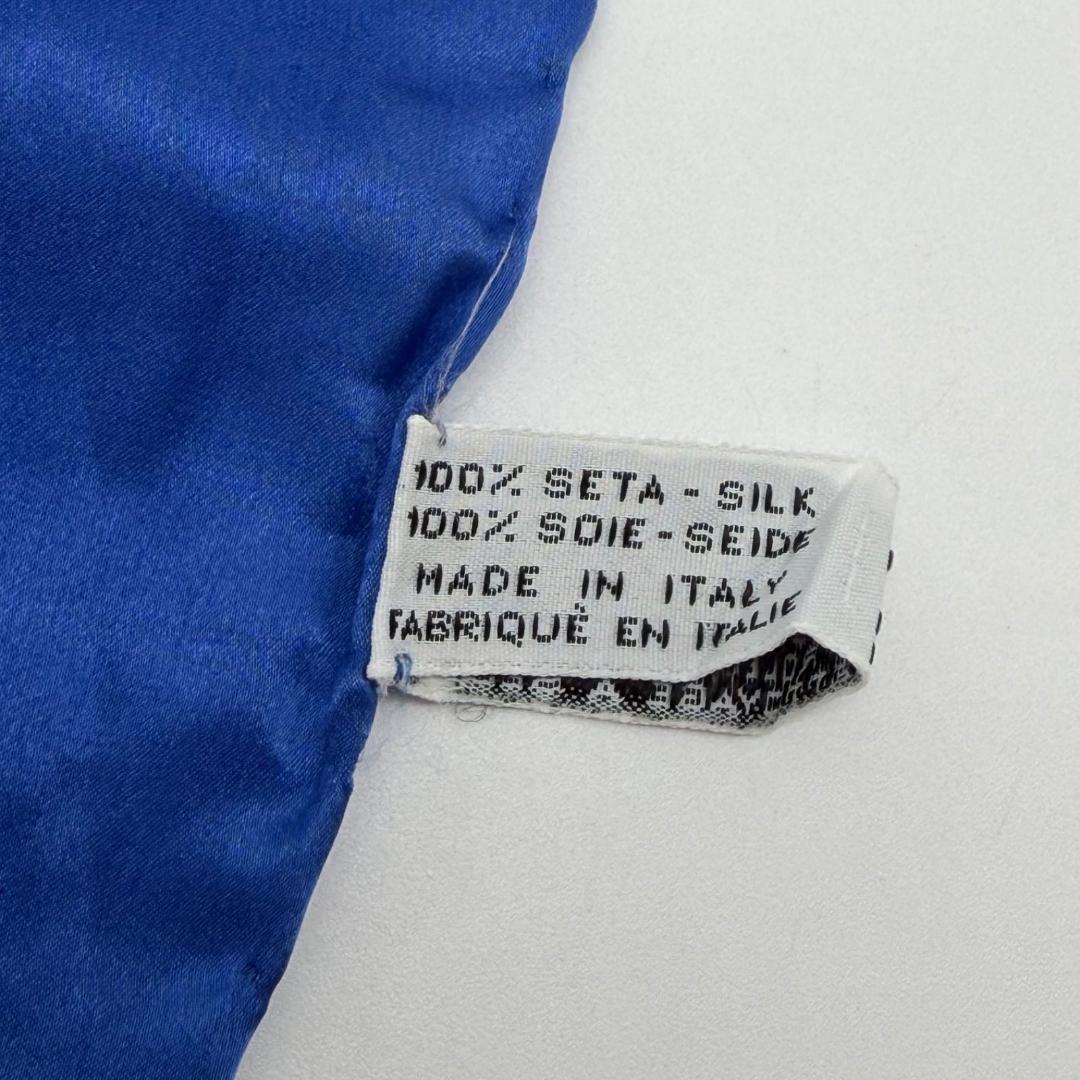 100% SETA - SILK
100% SOIE - SEIDE
MADE IN ITALY
FABRIQUÉ EN ITALIE